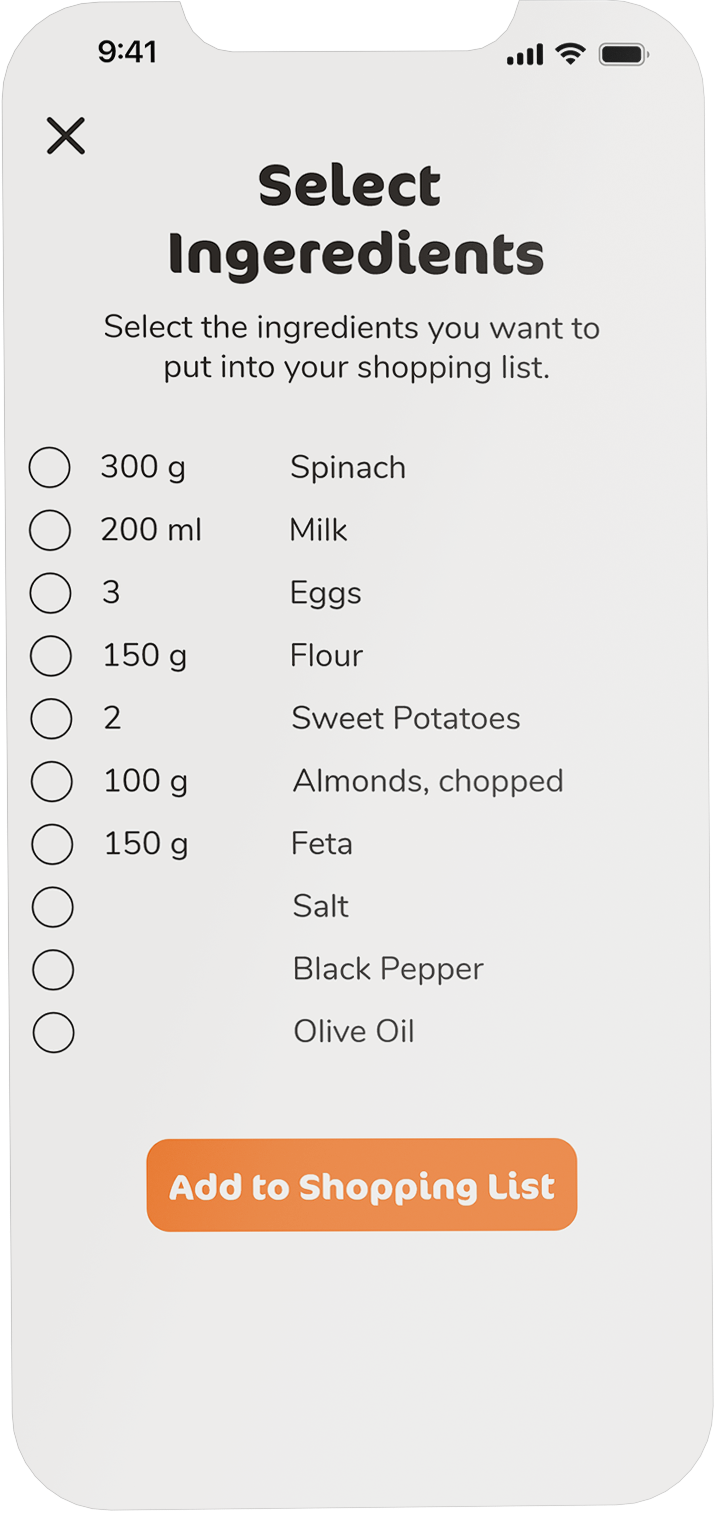 9:41
Select
Ingeredients
Select the ingredients you want to
put into your shopping list.
300 g Spinach
200 ml Milk
3 Eggs
150 g Flour
2 Sweet Potatoes
100 g Almonds, chopped
150 g Feta
Salt
Black Pepper
Olive Oil
Add to Shopping List